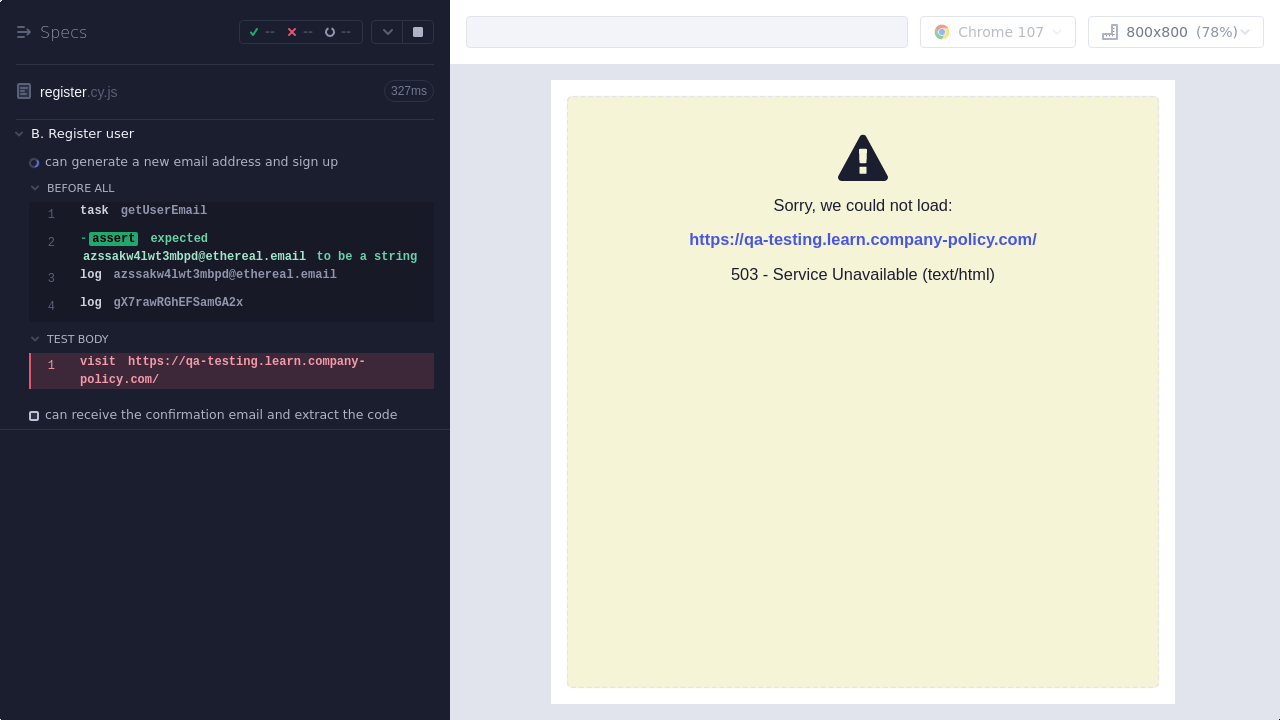 Specs
-- -- --
register.cy.js 327ms
B. Register user
can generate a new email address and sign up
BEFORE ALL
1 task getUserEmail
2 -assert expected
azssakw4lwt3mbpd@ethereal.email to be a string
3 log azssakw4lwt3mbpd@ethereal.email
4 log gX7rawRGhEFSamGA2x
TEST BODY
1 visit https://qa-testing.learn.company-
policy.com/
can receive the confirmation email and extract the code
Chrome 107
800x800 (78%)
Sorry, we could not load:
https://qa-testing.learn.company-policy.com/
503 - Service Unavailable (text/html)